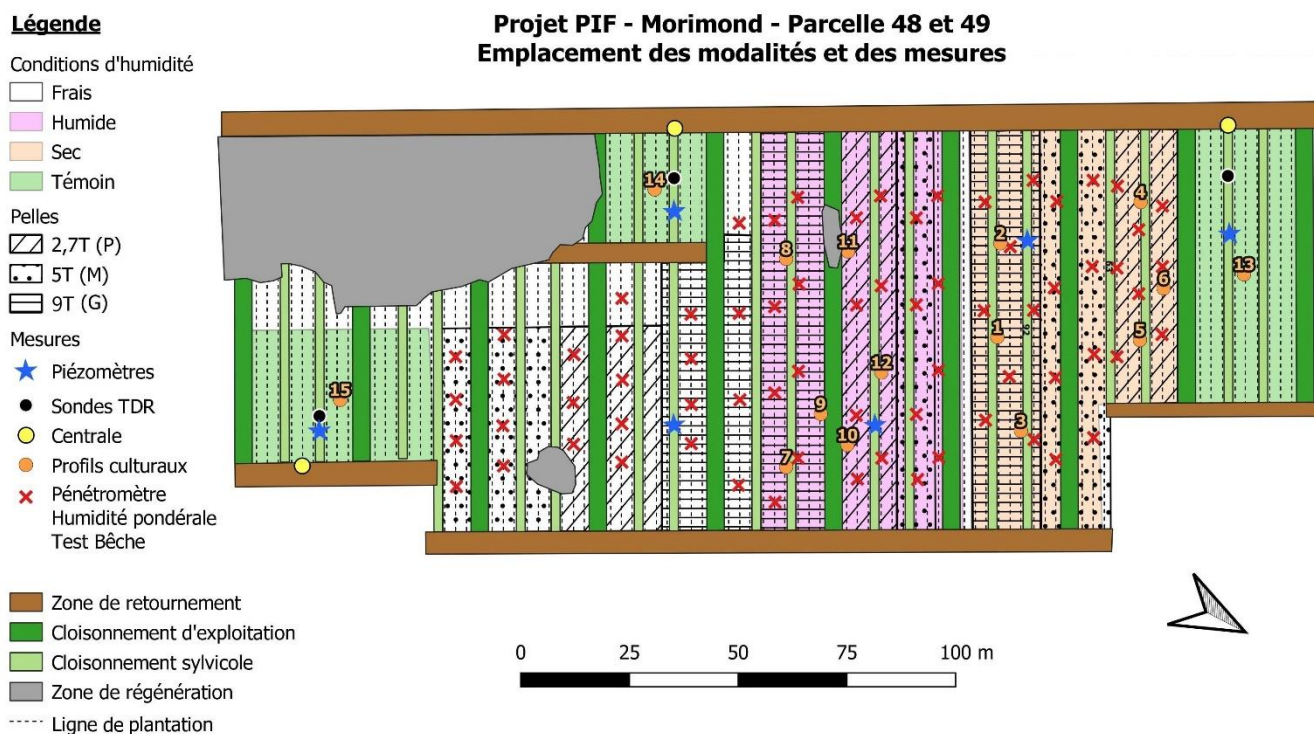 Projet PIF - Morimond - Parcelle 48 et 49
Emplacement des modalités et des mesures
Légende
Conditions d'humidité
Frais
Humide
Sec
Témoin
Pelles
2,7T (P)
5T (M)
9T (G)
Mesures
Piézomètres
Sondes TDR
Centrale
Profils culturaux
Pénétromètre
Humidité pondérale
Test Bêche
Zone de retournement
Cloisonnement d'exploitation
Cloisonnement sylvicole
Zone de régénération
Ligne de plantation
14
4
2
8
11
13
6
1
5
12
15
9
3
10
7
0 25 50 75 100 m